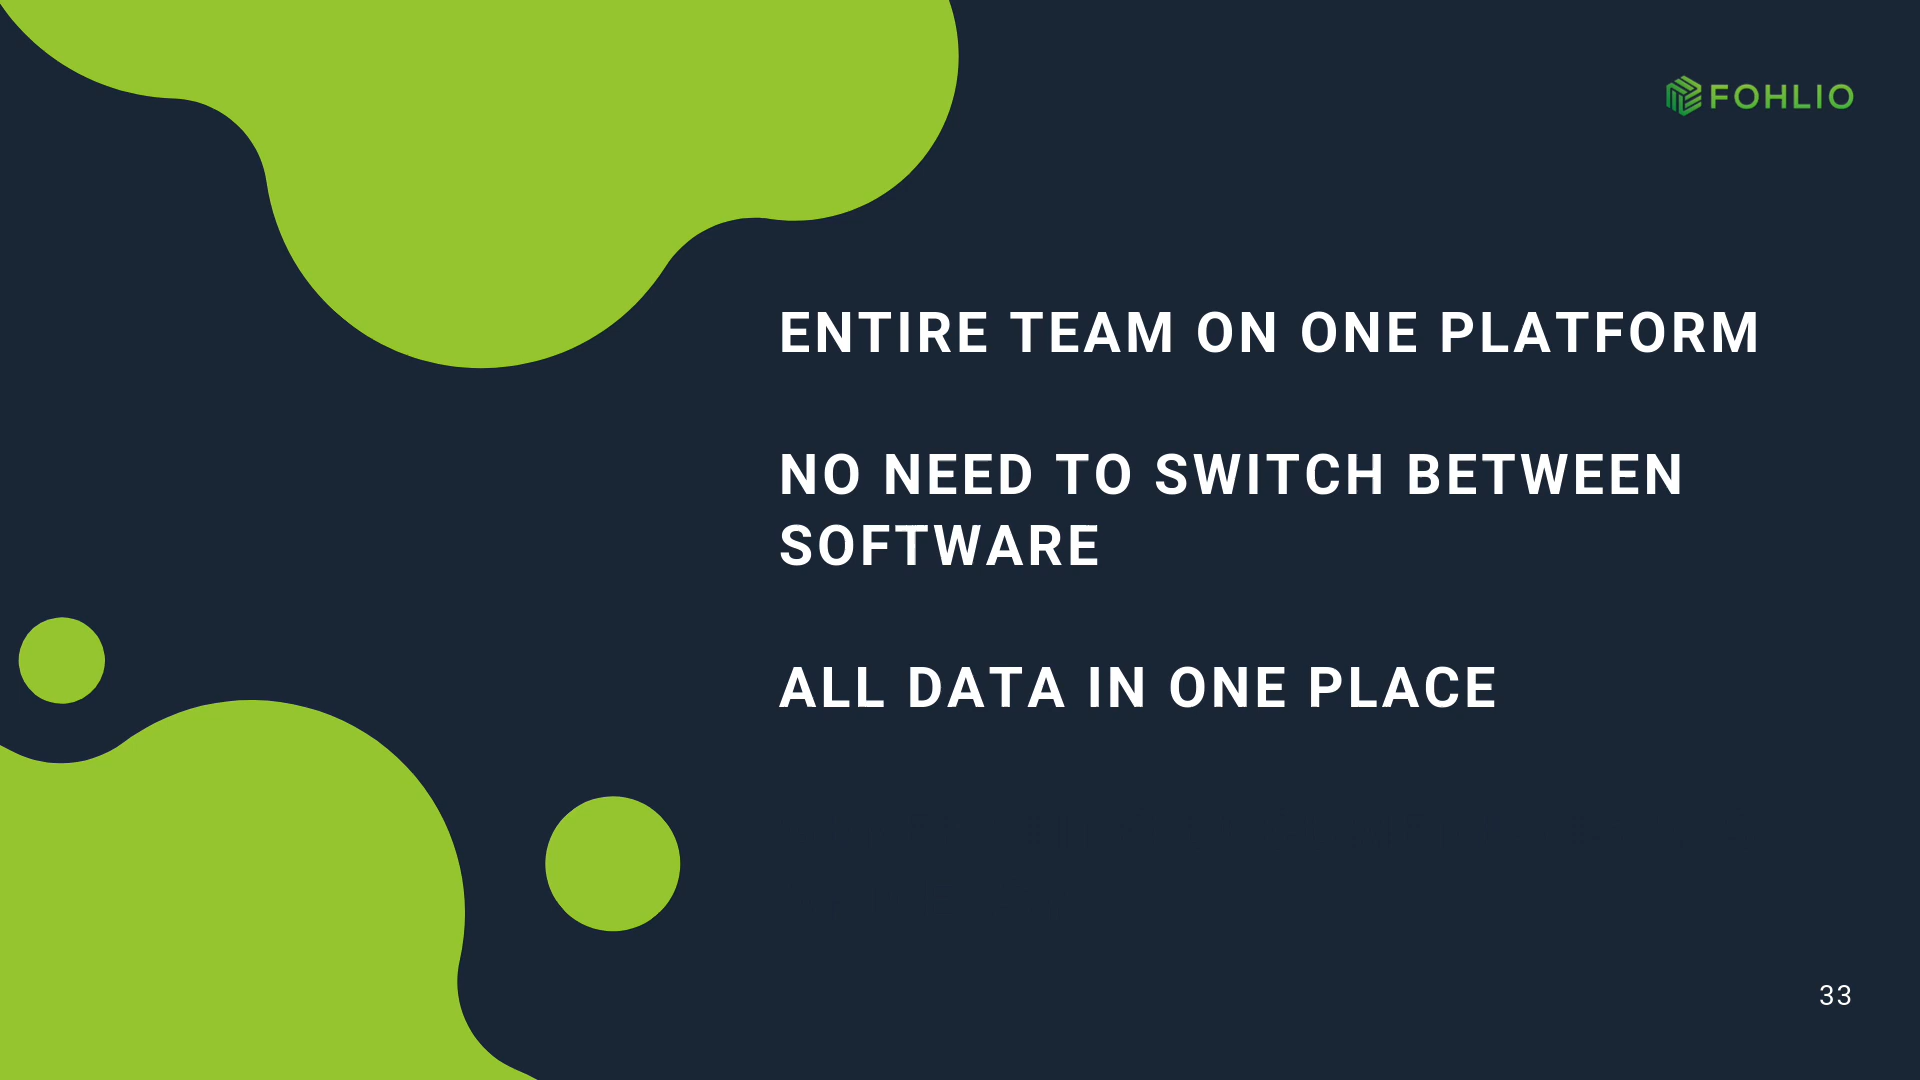 FOHLIO
ENTIRE TEAM ON ONE PLATFORM
NO NEED TO SWITCH BETWEEN
SOFTWARE
ALL DATA IN ONE PLACE
33